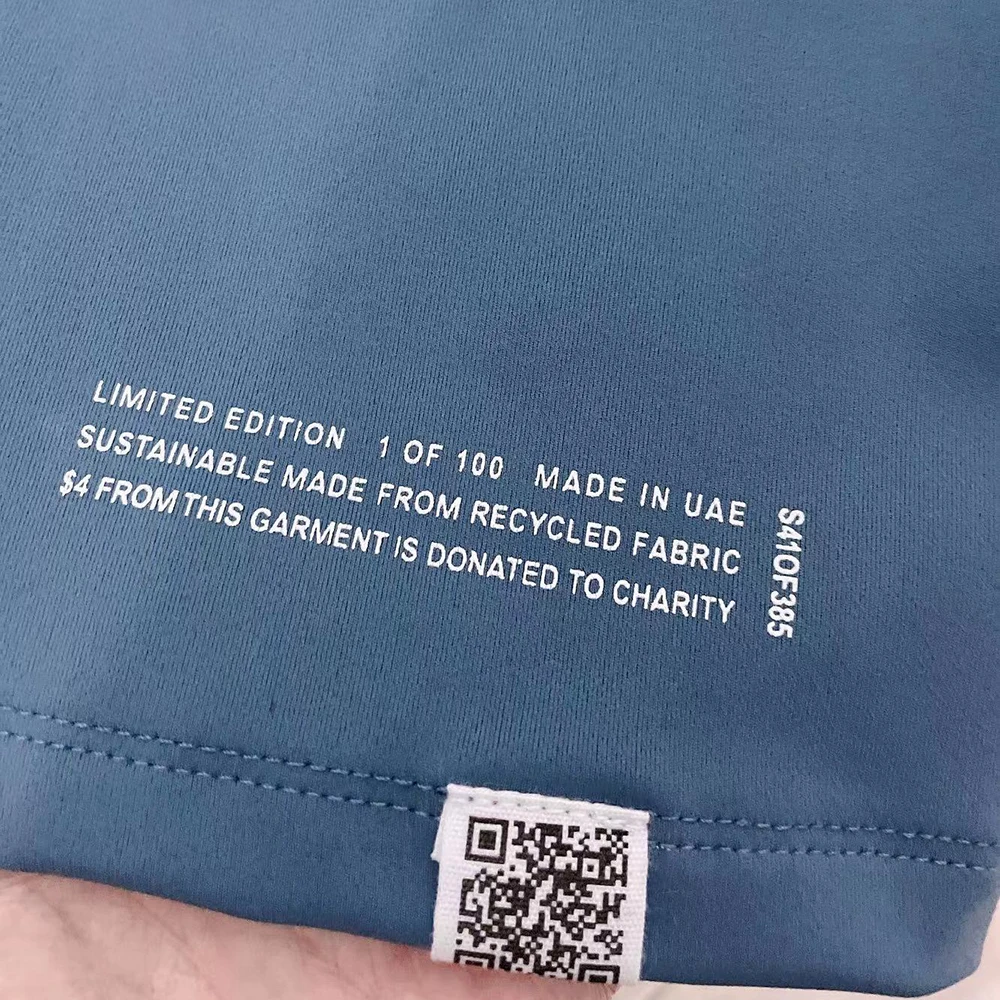 LIMITED EDITION 1 OF 100 MADE IN UAE
SUSTAINABLE MADE FROM RECYCLED FABRIC
$4 FROM THIS GARMENT IS DONATED TO CHARITY
S41OF385